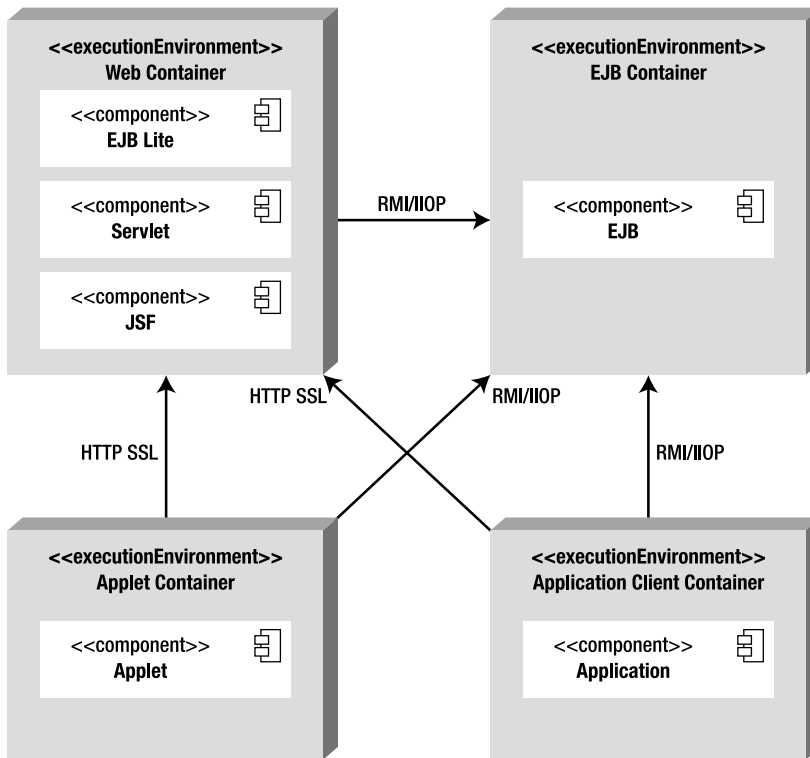 <<executionEnvironment>>
Web Container
<<component>>
EJB Lite
<<component>>
Servlet
<<component>>
JSF
<<executionEnvironment>>
EJB Container
<<component>>
EJB
RMI/IIOP
HTTP SSL
RMI/IIOP
HTTP SSL
RMI/IIOP
<<executionEnvironment>>
Applet Container
<<component>>
Applet
<<executionEnvironment>>
Application Client Container
<<component>>
Application